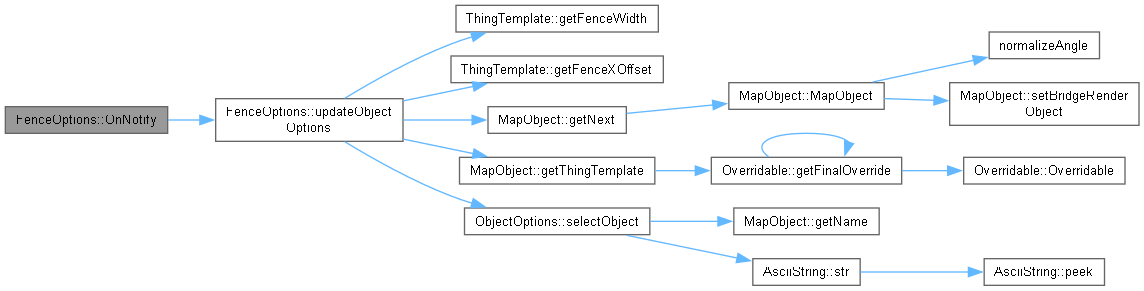 FenceOptions::OnNotify
FenceOptions::updateObject
Options
ThingTemplate::getFenceWidth
ThingTemplate::getFenceXOffset
MapObject::getNext
MapObject::getThingTemplate
ObjectOptions::selectObject
MapObject::MapObject
Overridable::getFinalOverride
MapObject::getName
AsciiString::str
normalizeAngle
MapObject::setBridgeRender
Object
Overridable::Overridable
AsciiString::peek